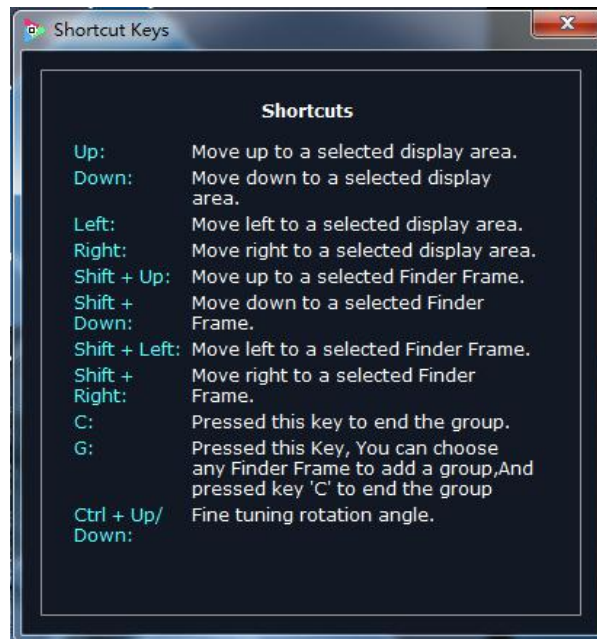 Shortcut Keys
Shortcuts
Up: Move up to a selected display area.
Down: Move down to a selected display
area.
Left: Move left to a selected display area.
Right: Move right to a selected display area.
Shift + Up: Move up to a selected Finder Frame.
Shift + Move down to a selected Finder
Down: Frame.
Shift + Left: Move left to a selected Finder Frame.
Shift + Move right to a selected Finder
Right: Frame.
C: Pressed this key to end the group.
G: Pressed this Key, You can choose
any Finder Frame to add a group,And
pressed key 'C' to end the group
Ctrl + Up/ Fine tuning rotation angle.
Down: